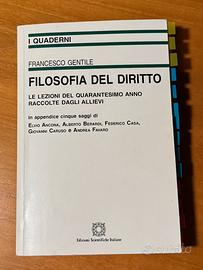 I QUADERNI
FRANCESCO GENTILE
FILOSOFIA DEL DIRITTO
LE LEZIONI DEL QUARANTESIMO ANNO
RACCOLTE DAGLI ALLIEVI
in appendice cinque saggi di
ELVIO ANCONA, ALBERTO BERARDI, FEDERICO CASA,
GIOVANNI CARUSO e ANDREA FAVARO
Edizioni Scientifiche Italiane
subito